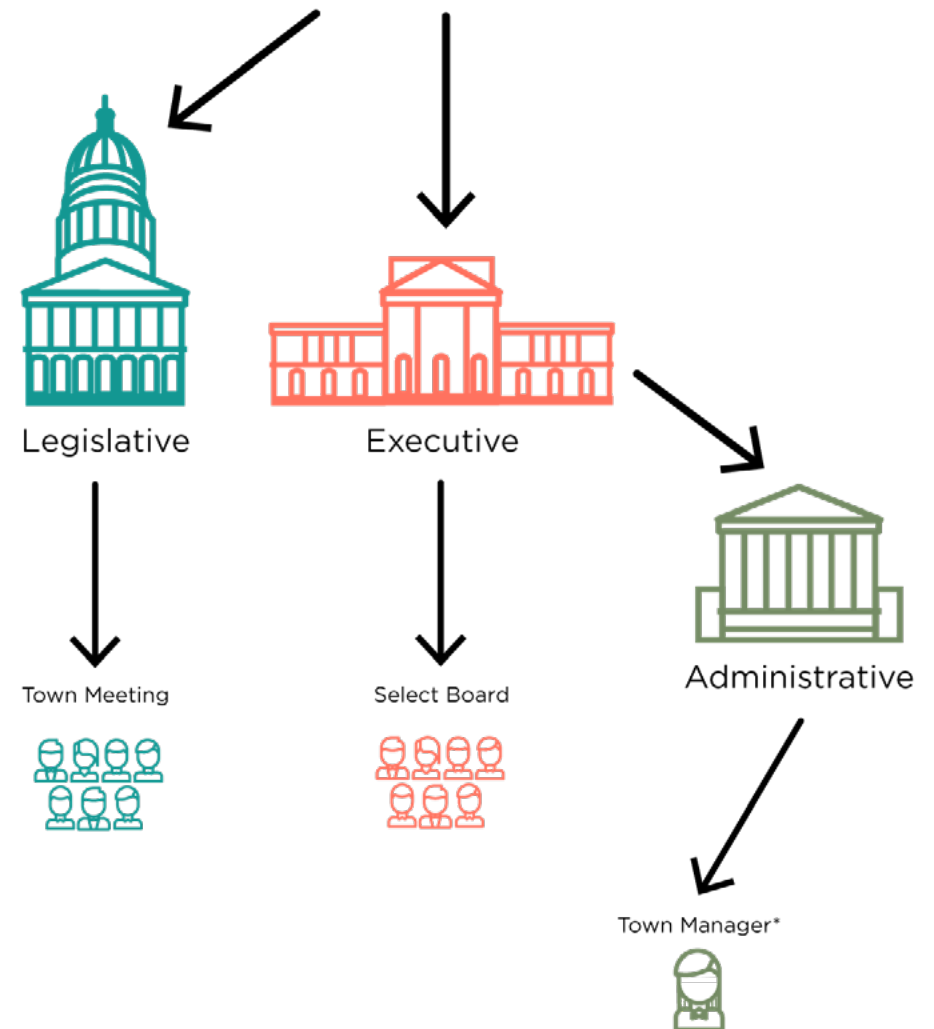 Legislative
Executive
Administrative
Town Meeting
Select Board
Town Manager*